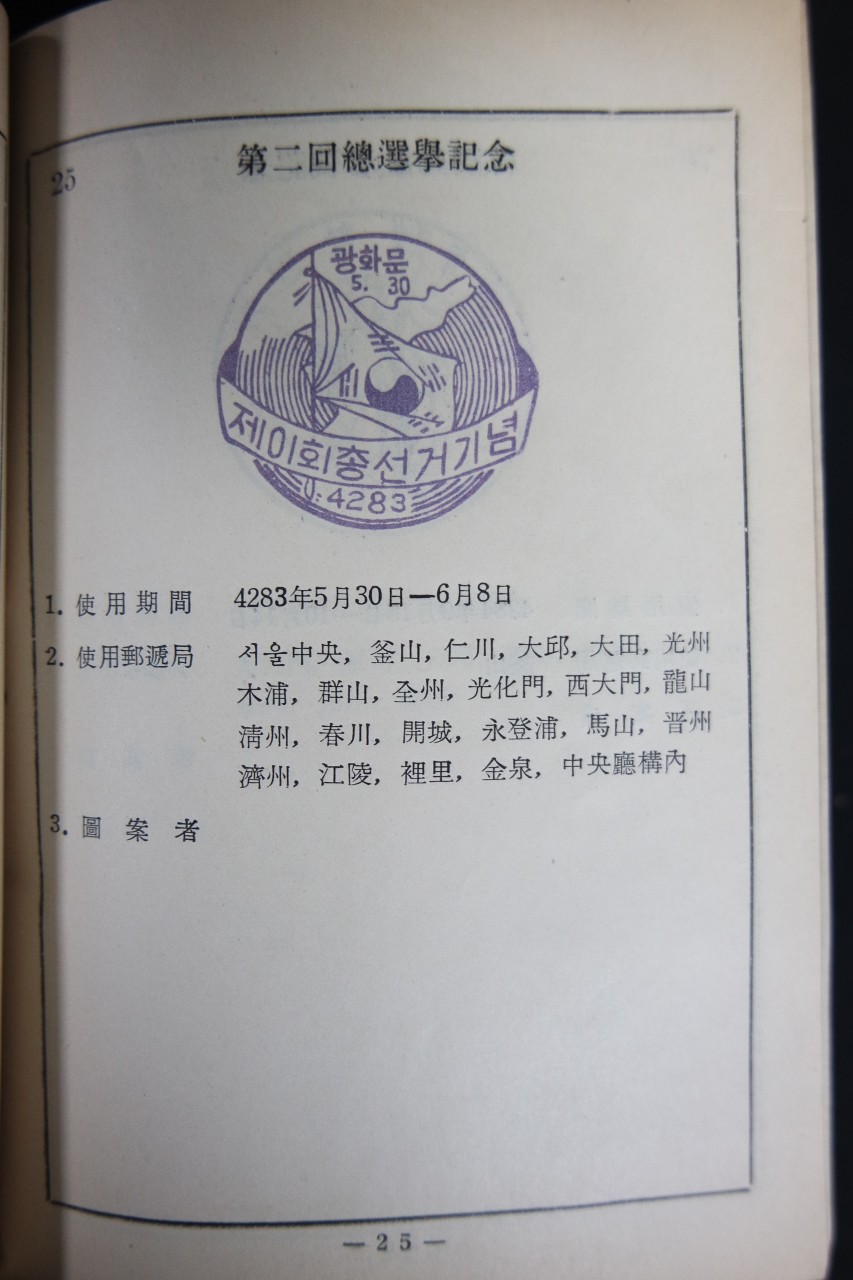 25
第二回總選擧記念
광화문
5. 30
제이회총선거기념
4283
1. 使用期間 4283年5月30日—6月8日
2. 使用郵遞局 서울中央, 釜山, 仁川, 大邱, 大田, 光州
木浦, 群山, 全州, 光化門, 西大門, 龍山
淸州, 春川, 開城, 永登浦, 馬山, 晋州
濟州, 江陵, 裡里, 金泉, 中央廳構內
3. 圖案者
— 25 —